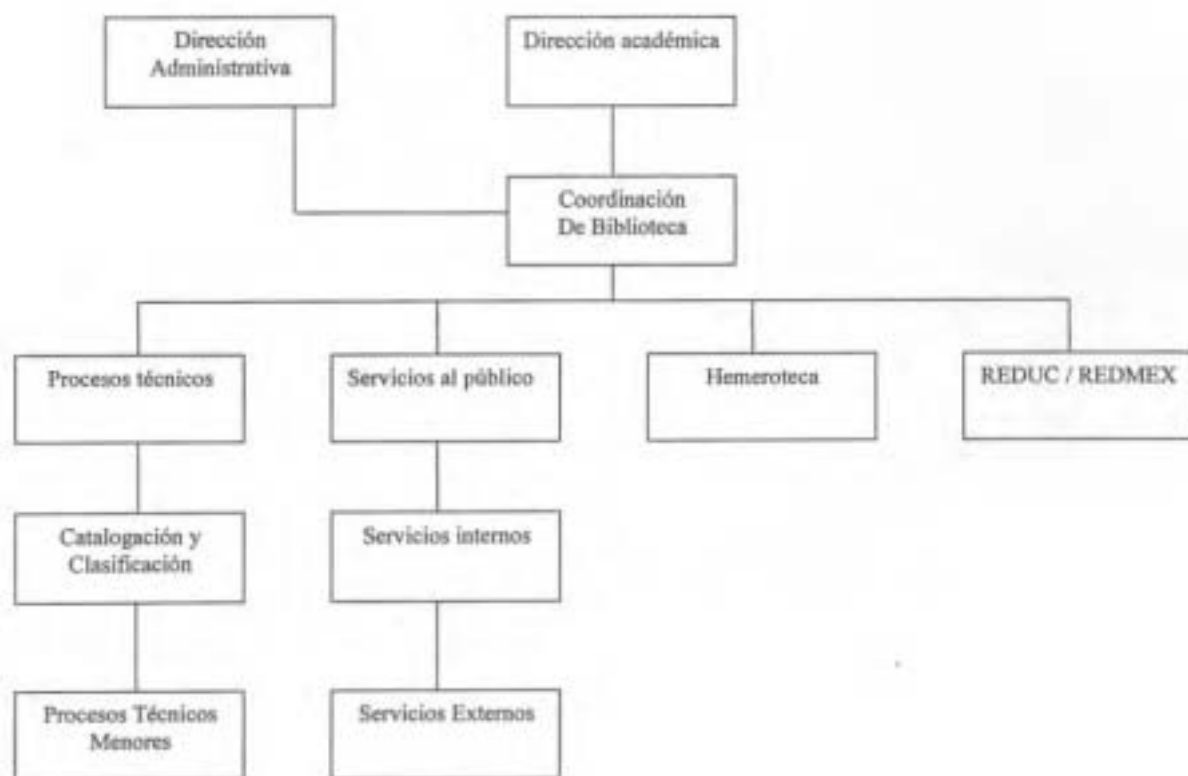 Dirección
Administrativa
Dirección académica
Coordinación
De Biblioteca
Procesos técnicos
Servicios al público
Hemeroteca
REDUC / REDMEX
Catalogación y
Clasificación
Servicios internos
Procesos Técnicos
Menores
Servicios Externos